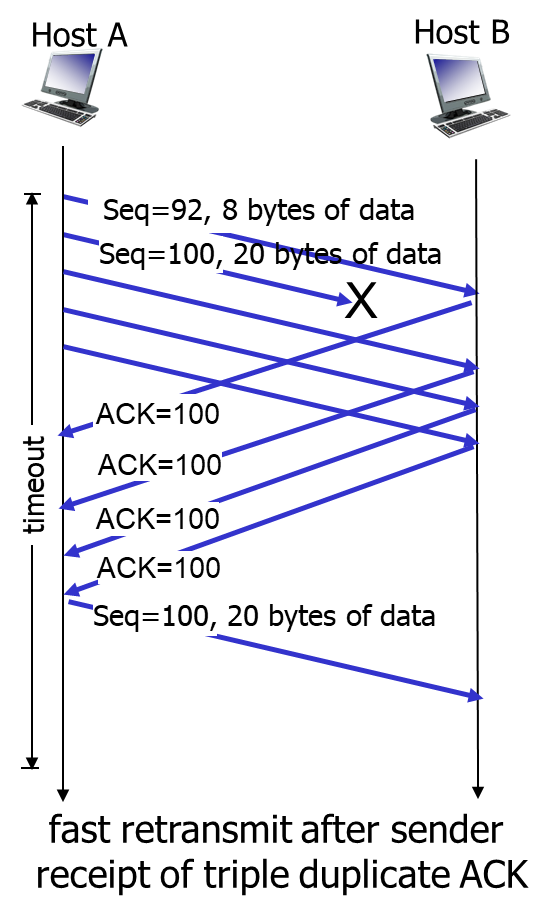 Host A
Host B
Seq=92, 8 bytes of data
Seq=100, 20 bytes of data
X
ACK=100
timeout
ACK=100
ACK=100
ACK=100
Seq=100, 20 bytes of data
fast retransmit after sender
receipt of triple duplicate ACK